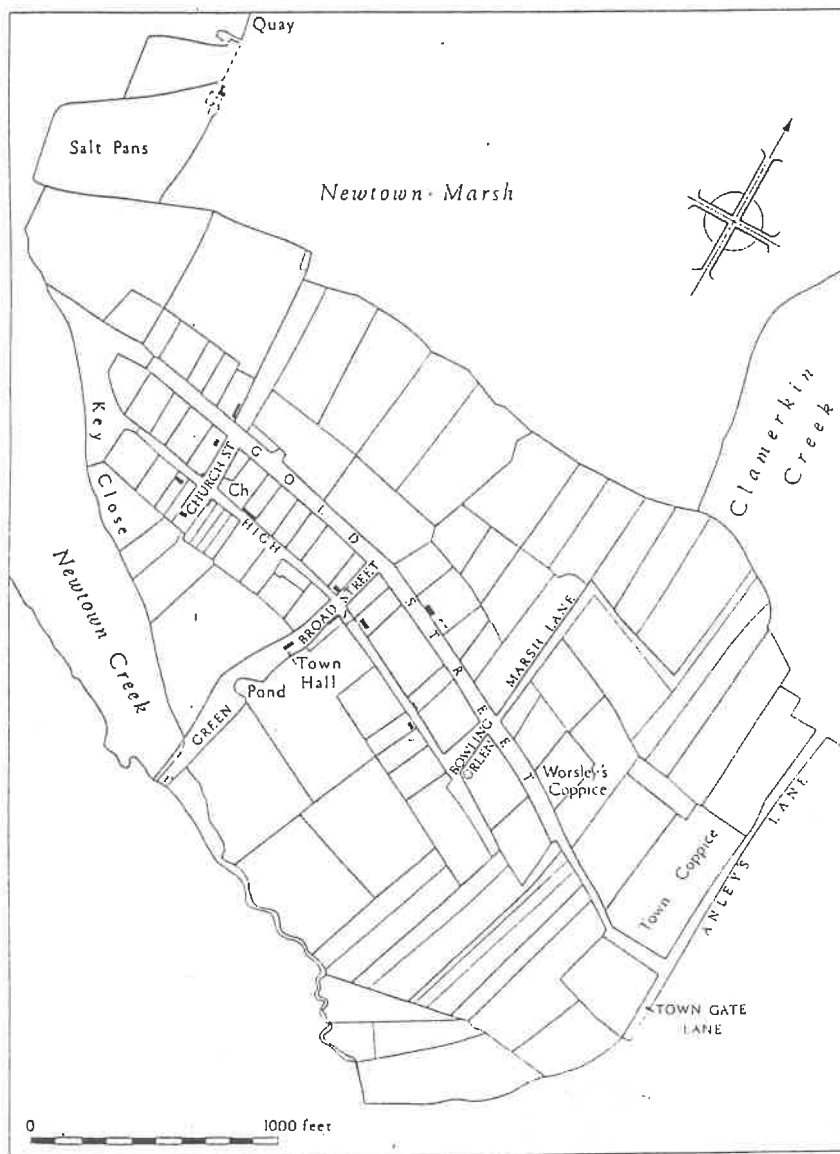 Quay
Salt Pans
Newtown Marsh
Clamerkin
Creek
Key
Close
CHURCH ST
Ch
GOLD
STREET
HIGH
STREET
BROAD
Newtown Creek
Town
Hall
Pond
GREEN
MARSH LANE
BOWLING
GREEN
Worsley's
Coppice
Town Coppice
ANLEYS LANE
TOWN GATE
LANE
0
1000 feet